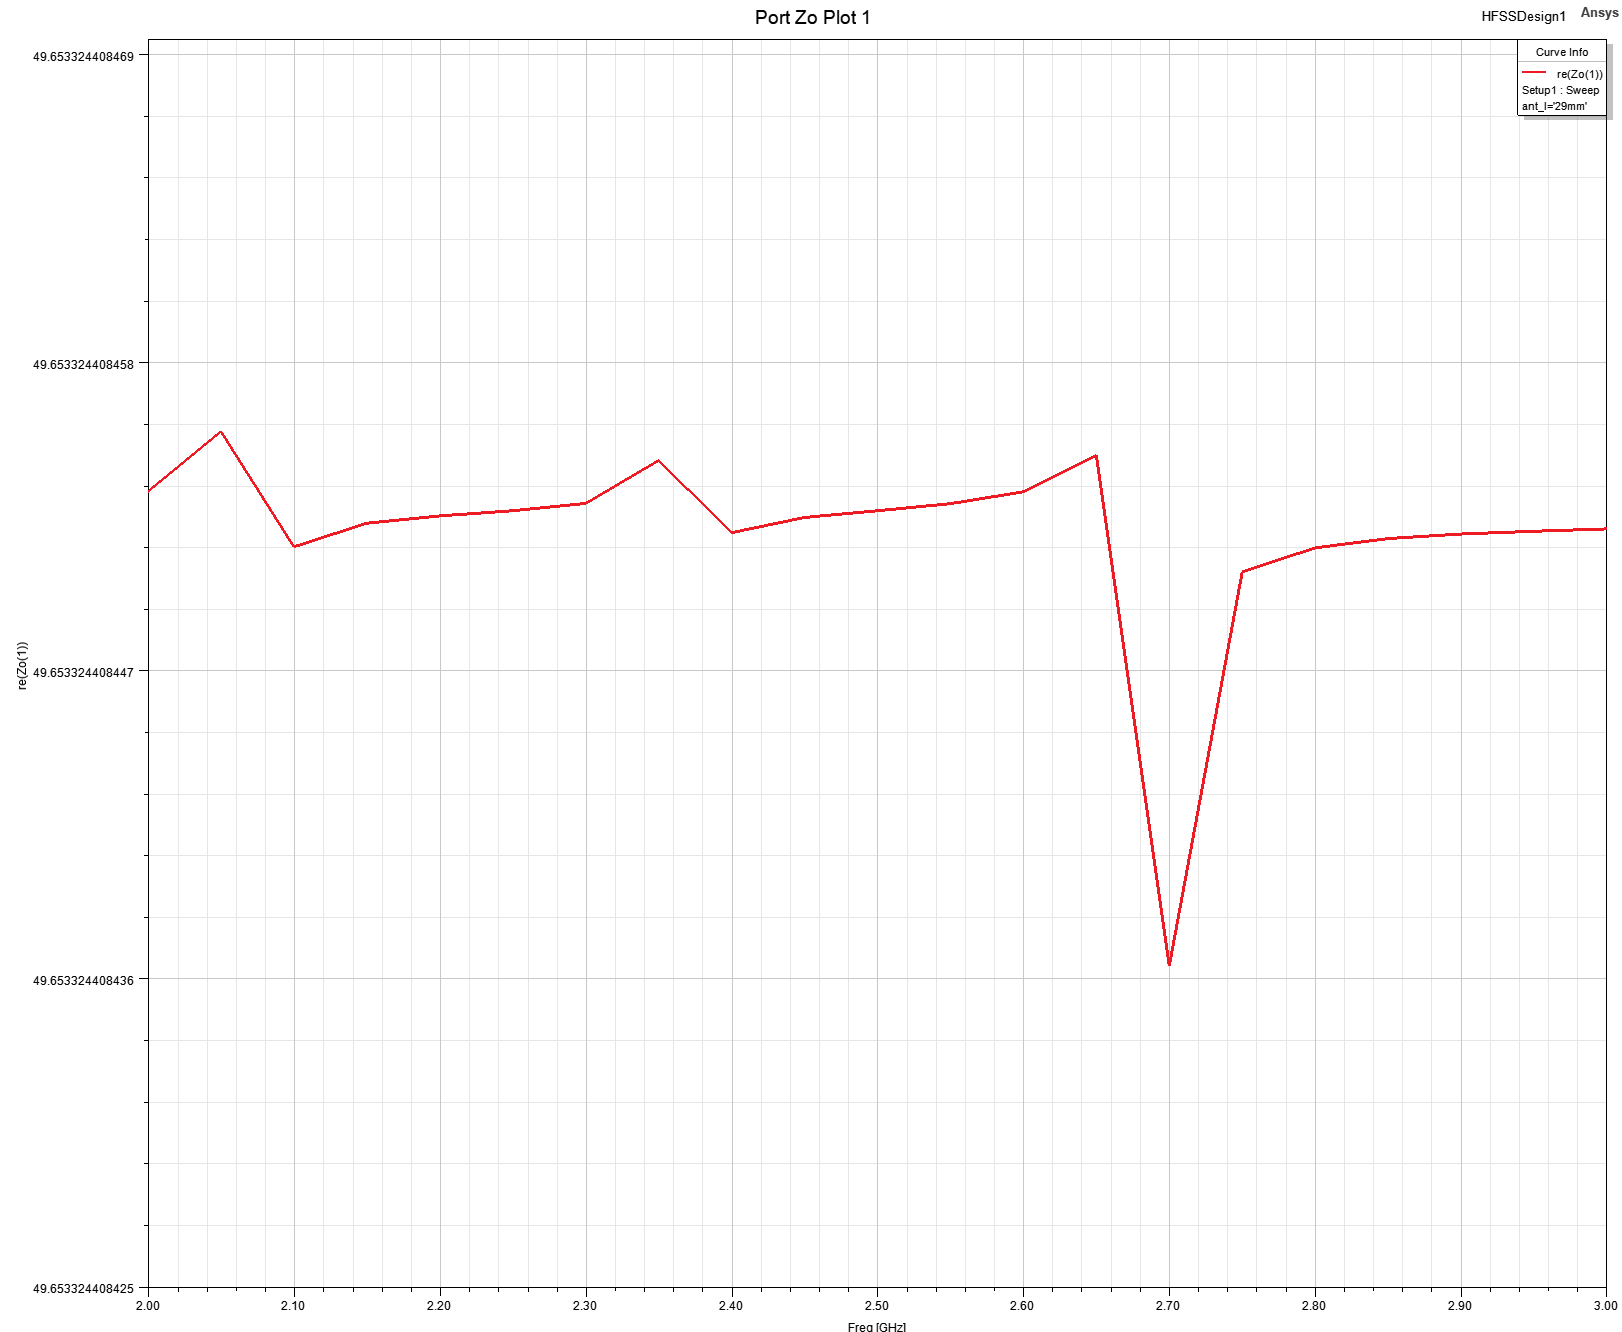 Port Zo Plot 1
HFSSDesign1
Ansys
Curve Info
re(Zo(1))
Setup1 : Sweep
ant_l='29mm'
49.653324408469
49.653324408458
49.653324408447
49.653324408436
49.653324408425
re(Zo(1))
2.00 2.10 2.20 2.30 2.40 2.50 2.60 2.70 2.80 2.90 3.00
Freq [GHz]